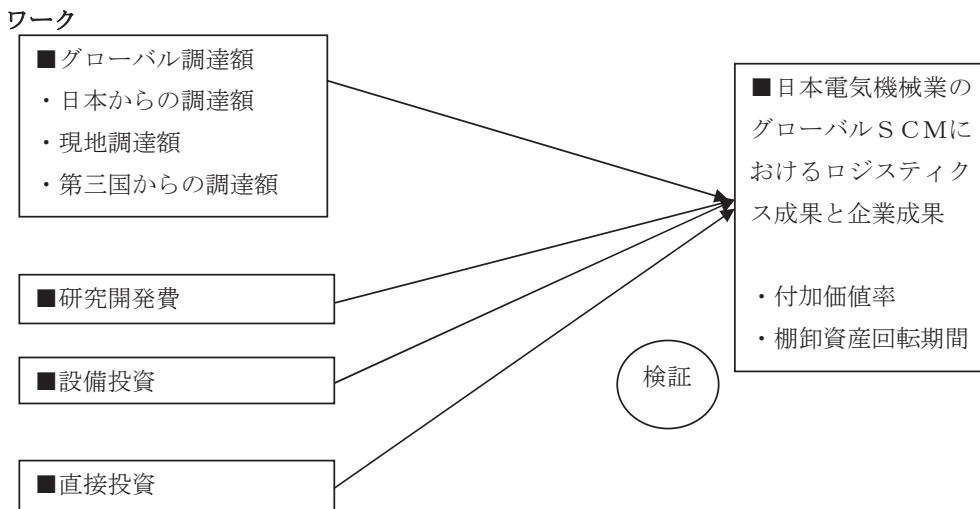 ワーク
■グローバル調達額
・日本からの調達額
・現地調達額
・第三国からの調達額
■研究開発費
■設備投資
■直接投資
検証
■日本電気機械業の
グローバルＳＣＭに
おけるロジスティク
ス成果と企業成果
・付加価値率
・棚卸資産回転期間